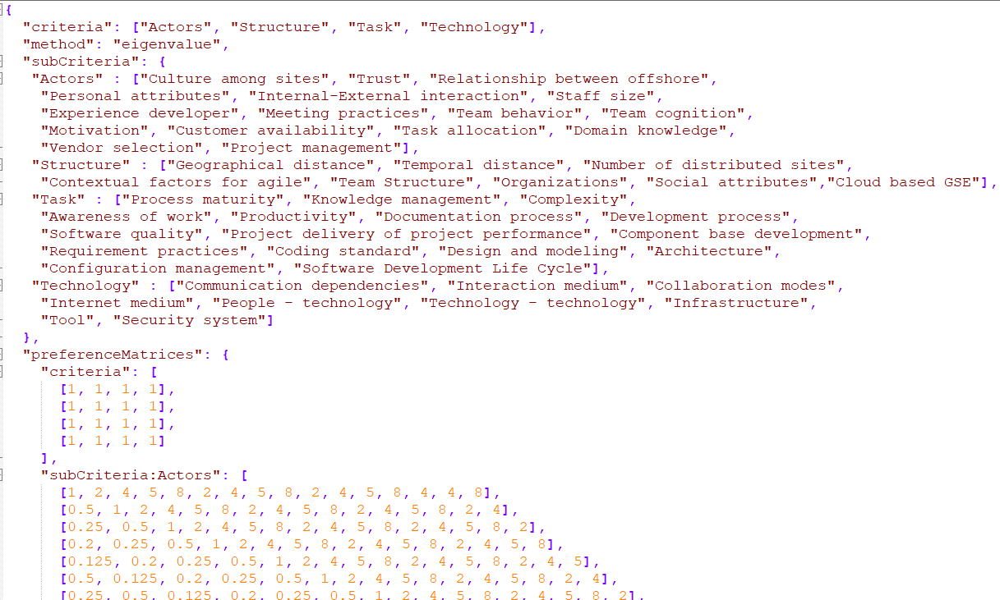 {
"criteria": ["Actors", "Structure", "Task", "Technology"],
"method": "eigenvalue",
"subCriteria": {
"Actors" : ["Culture among sites", "Trust", "Relationship between offshore",
"Personal attributes", "Internal-External interaction", "Staff size",
"Experience developer", "Meeting practices", "Team behavior", "Team cognition",
"Motivation", "Customer availability", "Task allocation", "Domain knowledge",
"Vendor selection", "Project management"],
"Structure" : ["Geographical distance", "Temporal distance", "Number of distributed sites",
"Contextual factors for agile", "Team Structure", "Organizations", "Social attributes","Cloud based GSE"],
"Task" : ["Process maturity", "Knowledge management", "Complexity",
"Awareness of work", "Productivity", "Documentation process", "Development process",
"Software quality", "Project delivery of project performance", "Component base development",
"Requirement practices", "Coding standard", "Design and modeling", "Architecture",
"Configuration management", "Software Development Life Cycle"],
"Technology" : ["Communication dependencies", "Interaction medium", "Collaboration modes",
"Internet medium", "People - technology", "Technology - technology", "Infrastructure",
"Tool", "Security system"]
},
"preferenceMatrices": {
"criteria": [
[1, 1, 1, 1],
[1, 1, 1, 1],
[1, 1, 1, 1],
[1, 1, 1, 1]
],
"subCriteria:Actors": [
[1, 2, 4, 5, 8, 2, 4, 5, 8, 2, 4, 5, 8, 4, 4, 8],
[0.5, 1, 2, 4, 5, 8, 2, 4, 5, 8, 2, 4, 5, 8, 2, 4],
[0.25, 0.5, 1, 2, 4, 5, 8, 2, 4, 5, 8, 2, 4, 5, 8, 2],
[0.2, 0.25, 0.5, 1, 2, 4, 5, 8, 2, 4, 5, 8, 2, 4, 5, 8],
[0.125, 0.2, 0.25, 0.5, 1, 2, 4, 5, 8, 2, 4, 5, 8, 2, 4, 5],
[0.5, 0.125, 0.2, 0.25, 0.5, 1, 2, 4, 5, 8, 2, 4, 5, 8, 2, 4],
[0.25, 0.5, 0.125, 0.2, 0.25, 0.5, 1, 2, 4, 5, 8, 2, 4, 5, 8, 2],